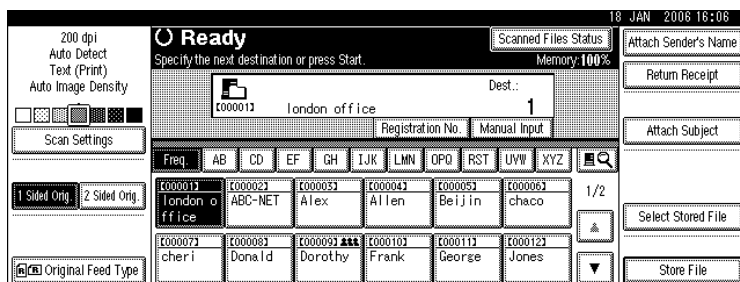 18 JAN 2006 16:06
200 dpi
Auto Detect
Text (Print)
Auto Image Density
Scan Settings
1 Sided Orig. 2 Sided Orig.
Original Feed Type
Ready
Scanned Files Status
Specify the next destination or press Start.
Memory:100%
Dest.:
[00001] london office
1
Registration No. Manual Input
Freq. AB CD EF GH IJK LMN OPQ RST UVW XYZ
[00001] [00002] [00003] [00004] [00005] [00006]
london o ABC-NET Alex Allen Beijin chaco
ffice
1/2
[00007] [00008] [00009] [00010] [00011] [00012]
cheri Donald Dorothy Frank George Jones
Attach Sender's Name
Return Receipt
Attach Subject
Select Stored File
Store File